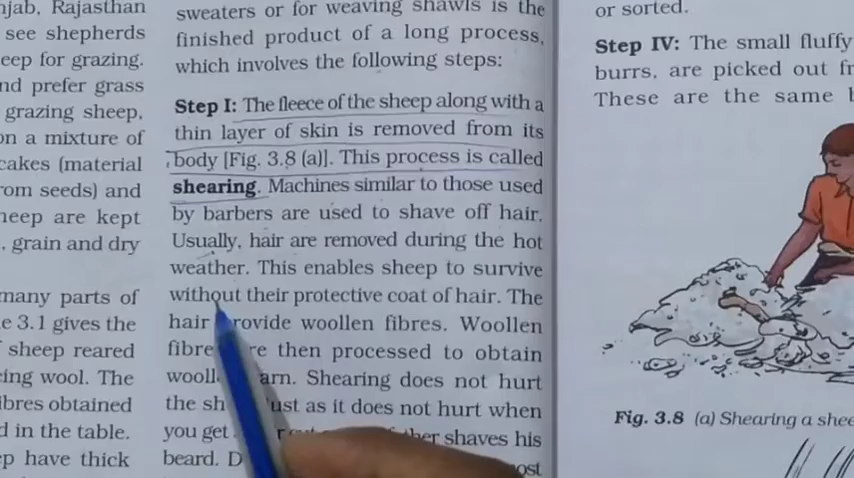 njab, Rajasthan
see shepherds
eep for grazing.
nd prefer grass
grazing sheep,
on a mixture of
cakes (material
rom seeds) and
heep are kept
, grain and dry
many parts of
e 3.1 gives the
sheep reared
ing wool. The
ibres obtained
d in the table.
p have thick
sweaters or for weaving shawls is the
finished product of a long process,
which involves the following steps:
Step I: The fleece of the sheep along with a
thin layer of skin is removed from its
body [Fig. 3.8 (a)]. This process is called
shearing. Machines similar to those used
by barbers are used to shave off hair.
Usually, hair are removed during the hot
weather. This enables sheep to survive
without their protective coat of hair. The
hair rovide woollen fibres. Woollen
fibre re then processed to obtain
wooll arn. Shearing does not hurt
the sh ust as it does not hurt when
you get shaves his
beard. D ost
or sorted.
Step IV: The small fluffy
burrs, are picked out fr
These are the same b
Fig. 3.8 (a) Shearing a shee